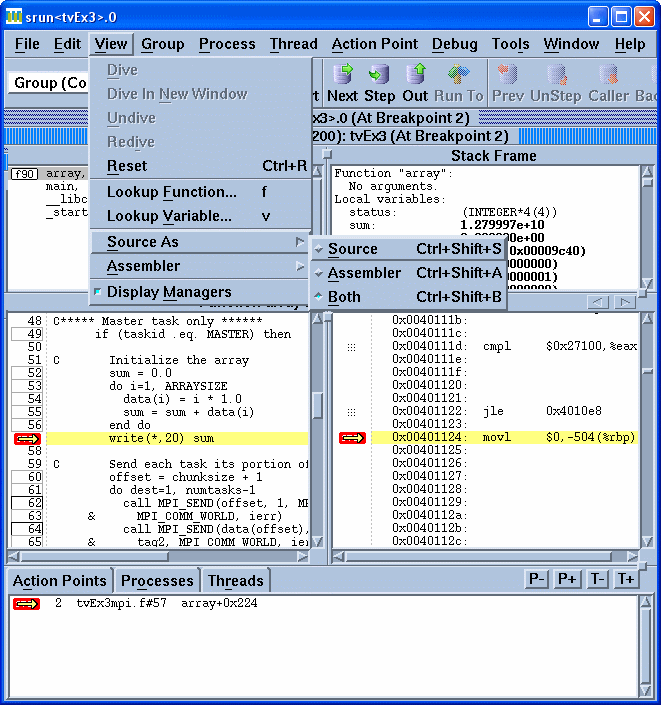 srun<tvEx3>.0
File Edit View Group Process Thread Action Point Debug Tools Window Help
Group (Co
Next Step Out Run To Prev UnStep Caller Bac
Ex3>.0 (At Breakpoint 2)
200): tvEx3 (At Breakpoint 2)
Dive
Dive In New Window
Undive
Redive
Reset Ctrl+R
Lookup Function... f
Lookup Variable... v
Source As
Assembler
Display Managers
Source Ctrl+Shift+S
Assembler Ctrl+Shift+A
Both Ctrl+Shift+B
f90 array,
main,
__libc
_start
Stack Frame
Function "array":
No arguments.
Local variables:
status: (INTEGER*4(4))
sum: 1.279997e+10
e+00
0x00009c40)
000000)
000001)
000000)
48 C***** Master task only ******
49 if (taskid .eq. MASTER) then
50
51 C Initialize the array
52 sum = 0.0
53 do i=1, ARRAYSIZE
54 data(i) = i * 1.0
55 sum = sum + data(i)
56 end do
write(*,20) sum
58
59 C Send each task its portion of
60 offset = chunksize + 1
61 do dest=1, numtasks-1
62 call MPI_SEND(offset, 1, MP
63 & MPI_COMM_WORLD, ierr)
64 call MPI_SEND(data(offset),
65 & tag2, MPI_COMM_WORLD, ierr
0x0040111b:
0x0040111c:
0x0040111d: cmpl $0x27100,%eax
0x0040111e:
0x0040111f:
0x00401120:
0x00401121:
0x00401122: jle 0x4010e8
0x00401123:
0x00401124: movl $0,-504(%rbp)
0x00401125:
0x00401126:
0x00401127:
0x00401128:
0x00401129:
0x0040112a:
0x0040112b:
0x0040112c:
Action Points Processes Threads
P- P+ T- T+
2 tvEx3mpi.f#57 array+0x224